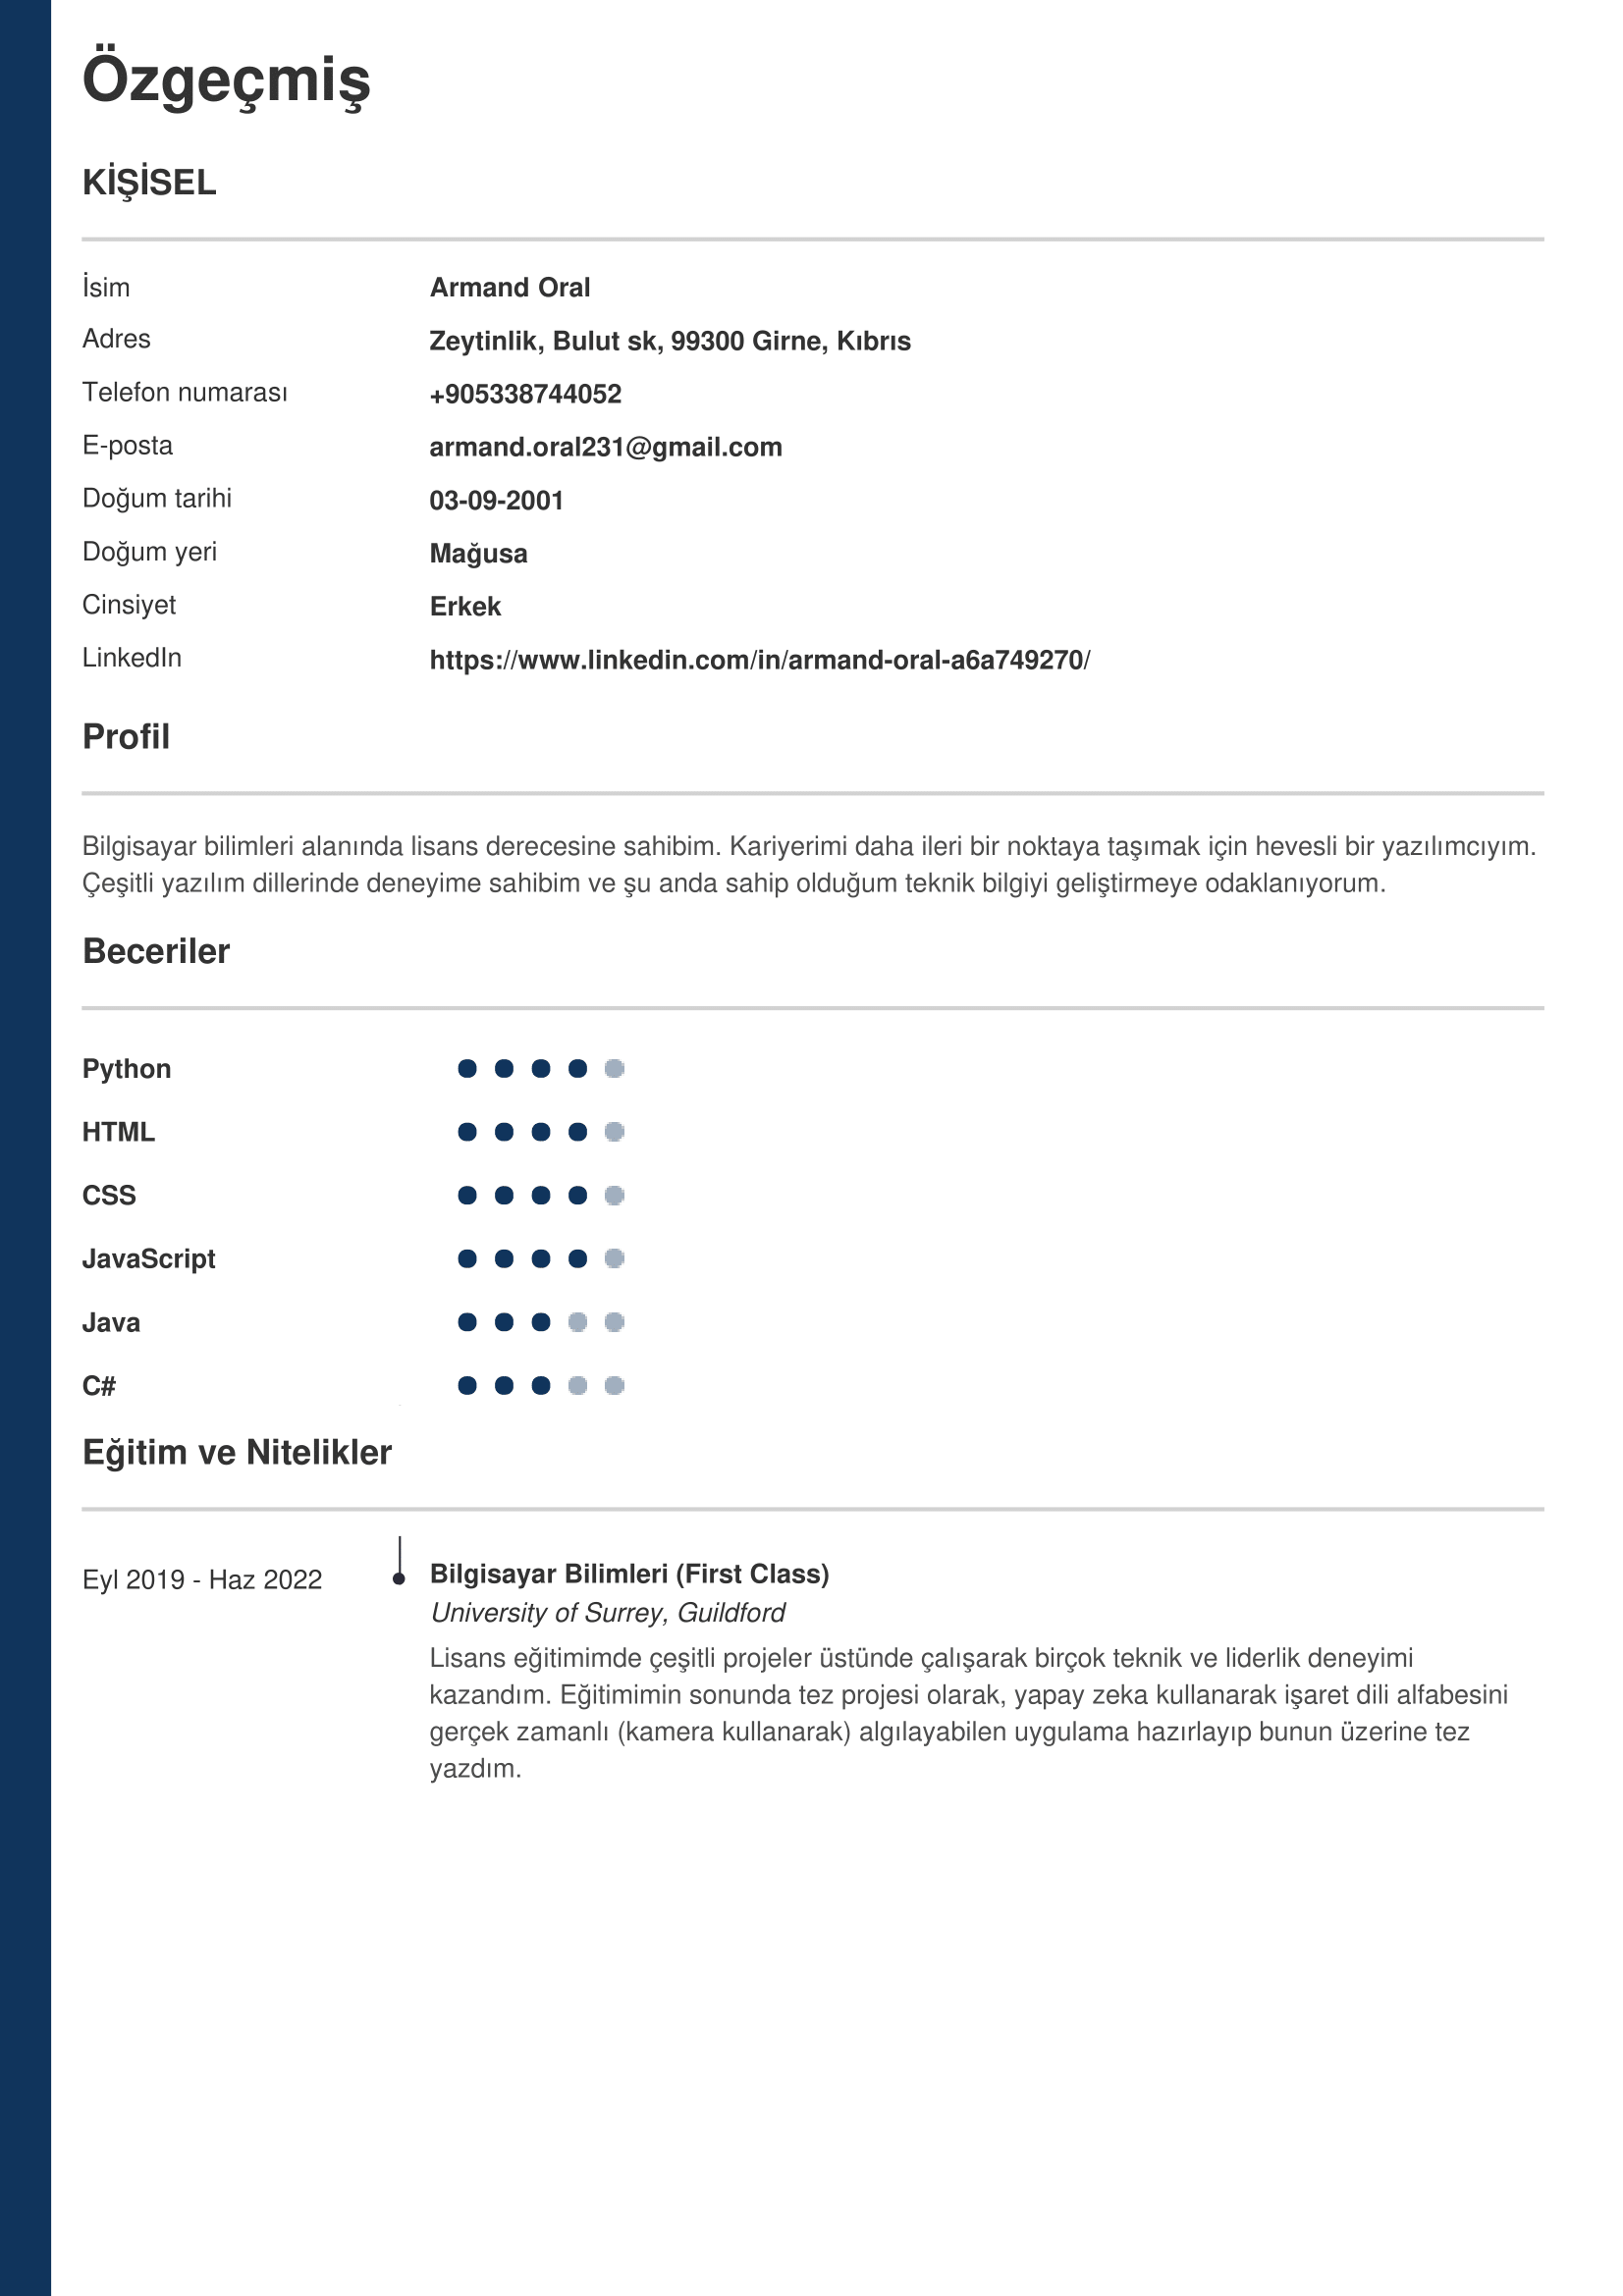 Özgeçmiş
KİŞİSEL
İsim Armand Oral
Adres Zeytinlik, Bulut sk, 99300 Girne, Kıbrıs
Telefon numarası +905338744052
E-posta armand.oral231@gmail.com
Doğum tarihi 03-09-2001
Doğum yeri Mağusa
Cinsiyet Erkek
LinkedIn https://www.linkedin.com/in/armand-oral-a6a749270/
Profil
Bilgisayar bilimleri alanında lisans derecesine sahibim. Kariyerimi daha ileri bir noktaya taşımak için hevesli bir yazılımcıyım.
Çeşitli yazılım dillerinde deneyime sahibim ve şu anda sahip olduğum teknik bilgiyi geliştirmeye odaklanıyorum.
Beceriler
Python
HTML
CSS
JavaScript
Java
C#
Eğitim ve Nitelikler
Eyl 2019 - Haz 2022 Bilgisayar Bilimleri (First Class)
University of Surrey, Guildford
Lisans eğitimimde çeşitli projeler üstünde çalışarak birçok teknik ve liderlik deneyimi
kazandım. Eğitimimin sonunda tez projesi olarak, yapay zeka kullanarak işaret dili alfabesini
gerçek zamanlı (kamera kullanarak) algılayabilen uygulama hazırlayıp bunun üzerine tez
yazdım.